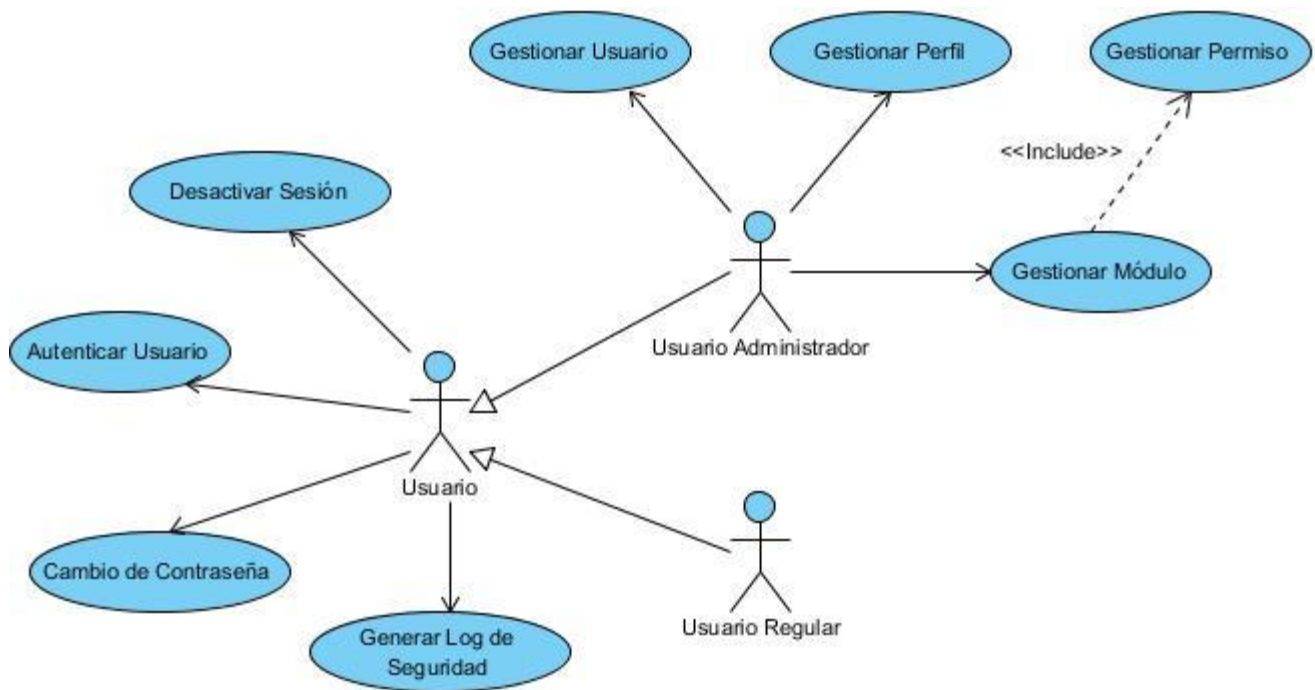 Gestionar Usuario
Gestionar Perfil
Gestionar Permiso
<<Include>>
Desactivar Sesión
Gestionar Módulo
Usuario Administrador
Autenticar Usuario
Usuario
Cambio de Contraseña
Usuario Regular
Generar Log de
Seguridad